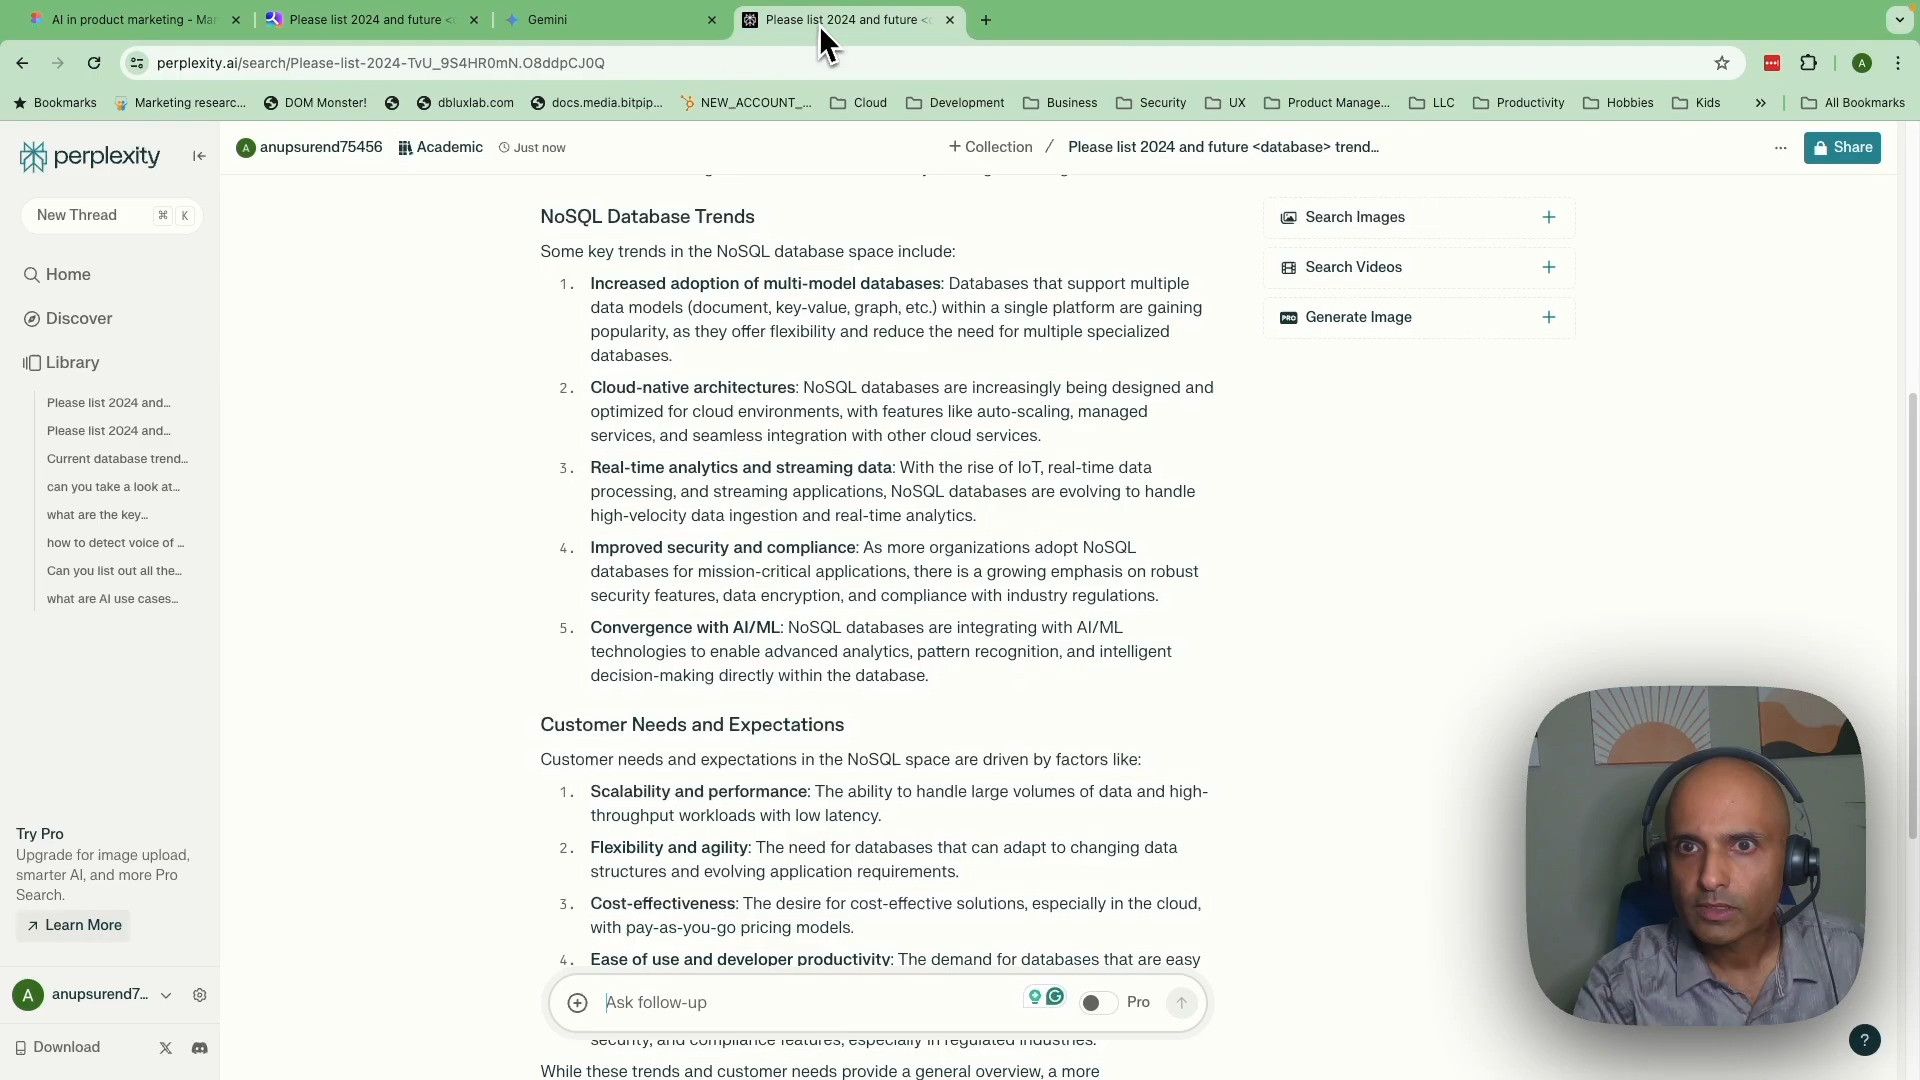 AI in product marketing - Mar
Please list 2024 and future <
Gemini
Please list 2024 and future <
perplexity.ai/search/Please-list-2024-TvU_9S4HR0mN.O8ddpCJ0Q
A
Bookmarks
Marketing researc...
DOM Monster!
dbluxlab.com
docs.media.bitpip...
NEW_ACCOUNT_...
Cloud
Development
Business
Security
UX
Product Manage...
LLC
Productivity
Hobbies
Kids
All Bookmarks
perplexity
New Thread
⌘ K
Home
Discover
Library
Please list 2024 and...
Please list 2024 and...
Current database trend...
can you take a look at...
what are the key...
how to detect voice of ...
Can you list out all the...
what are AI use cases...
Try Pro
Upgrade for image upload,
smarter AI, and more Pro
Search.
Learn More
A anupsurend7...
Download
A anupsurend75456 Academic Just now
+ Collection / Please list 2024 and future <database> trend...
... Share
NoSQL Database Trends
Some key trends in the NoSQL database space include:
1. Increased adoption of multi-model databases: Databases that support multiple
data models (document, key-value, graph, etc.) within a single platform are gaining
popularity, as they offer flexibility and reduce the need for multiple specialized
databases.
2. Cloud-native architectures: NoSQL databases are increasingly being designed and
optimized for cloud environments, with features like auto-scaling, managed
services, and seamless integration with other cloud services.
3. Real-time analytics and streaming data: With the rise of IoT, real-time data
processing, and streaming applications, NoSQL databases are evolving to handle
high-velocity data ingestion and real-time analytics.
4. Improved security and compliance: As more organizations adopt NoSQL
databases for mission-critical applications, there is a growing emphasis on robust
security features, data encryption, and compliance with industry regulations.
5. Convergence with AI/ML: NoSQL databases are integrating with AI/ML
technologies to enable advanced analytics, pattern recognition, and intelligent
decision-making directly within the database.
Customer Needs and Expectations
Customer needs and expectations in the NoSQL space are driven by factors like:
1. Scalability and performance: The ability to handle large volumes of data and high-
throughput workloads with low latency.
2. Flexibility and agility: The need for databases that can adapt to changing data
structures and evolving application requirements.
3. Cost-effectiveness: The desire for cost-effective solutions, especially in the cloud,
with pay-as-you-go pricing models.
4. Ease of use and developer productivity: The demand for databases that are easy
Ask follow-up
Pro
security, and compliance features, especially in regulated industries.
While these trends and customer needs provide a general overview, a more
Search Images +
Search Videos +
PRO Generate Image +
?